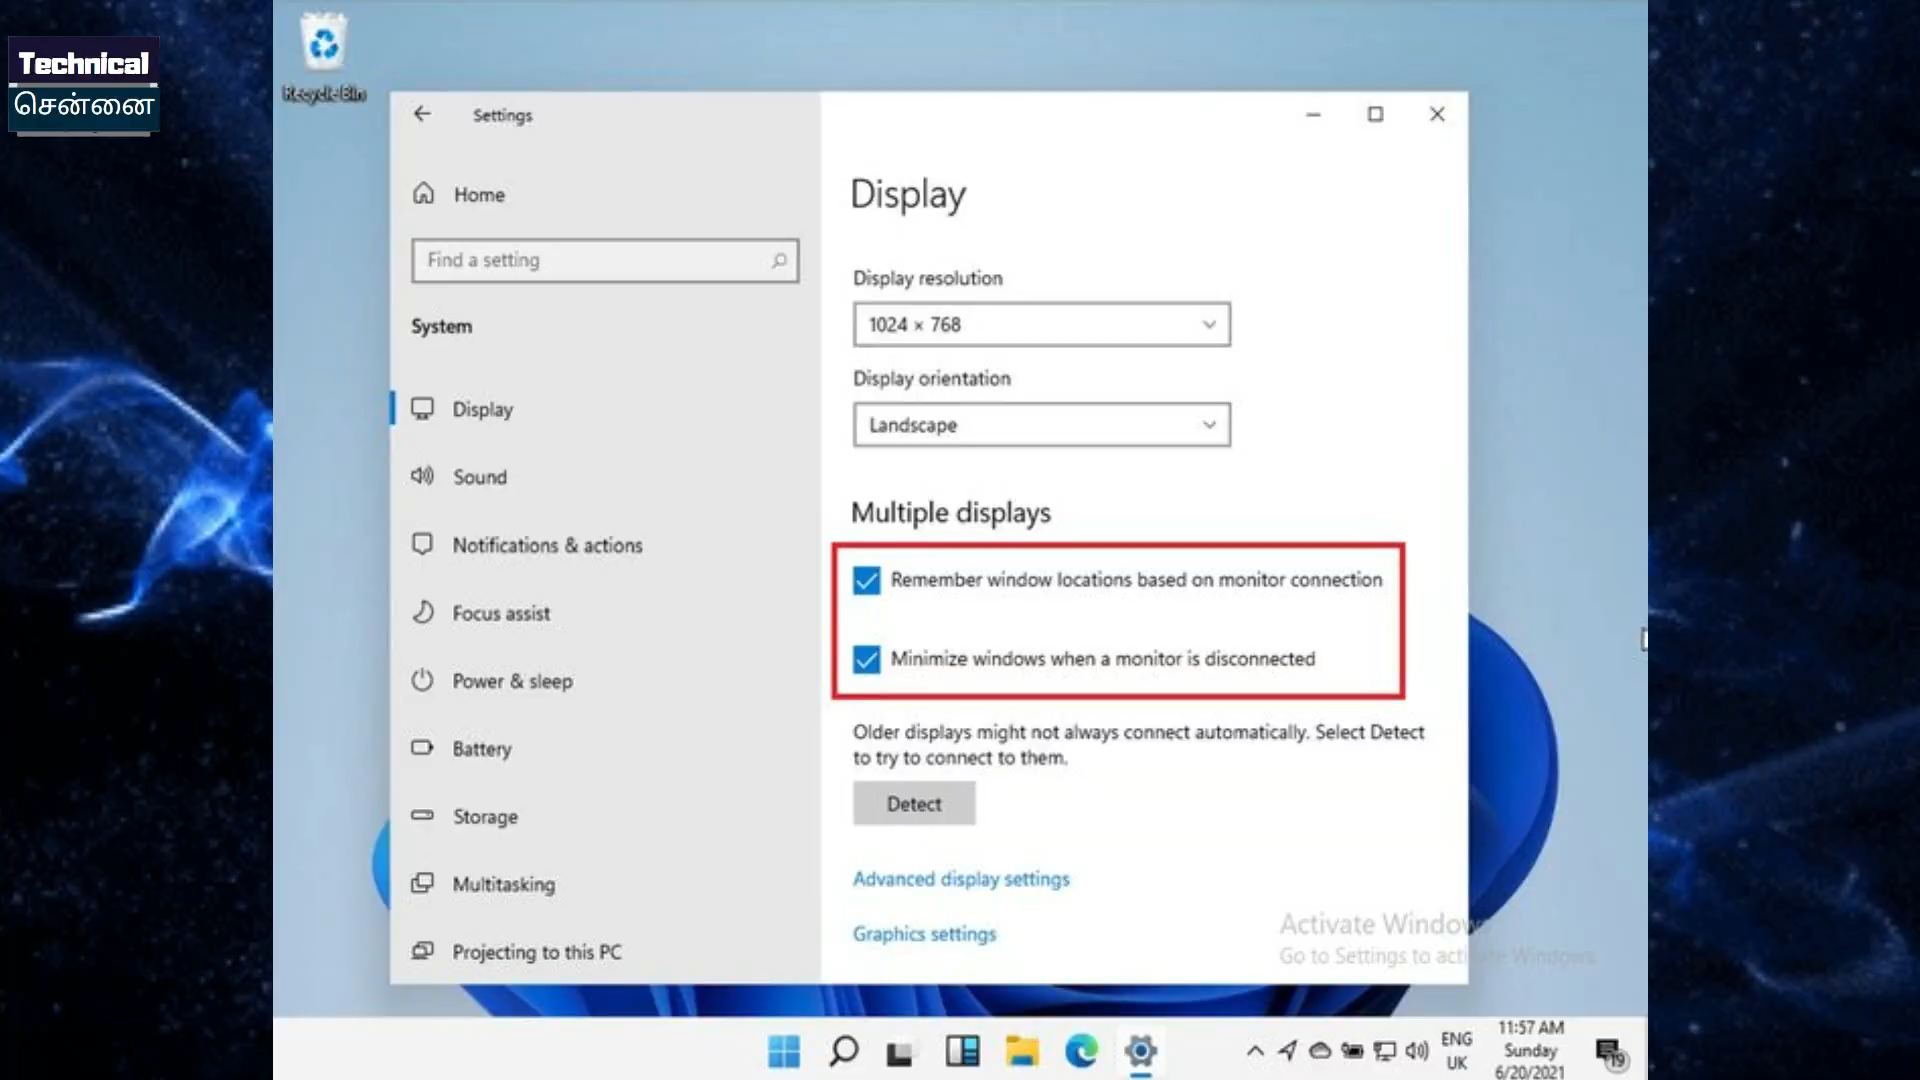 Technical
சென்னை
Recycle Bin
Settings
Home
Find a setting
System
Display
Sound
Notifications & actions
Focus assist
Power & sleep
Battery
Storage
Multitasking
Projecting to this PC
Display
Display resolution
1024 × 768
Display orientation
Landscape
Multiple displays
Remember window locations based on monitor connection
Minimize windows when a monitor is disconnected
Older displays might not always connect automatically. Select Detect
to try to connect to them.
Detect
Advanced display settings
Graphics settings
Activate Windows
Go to Settings to activate Windows.
ENG
UK
11:57 AM
Sunday
6/20/2021
19